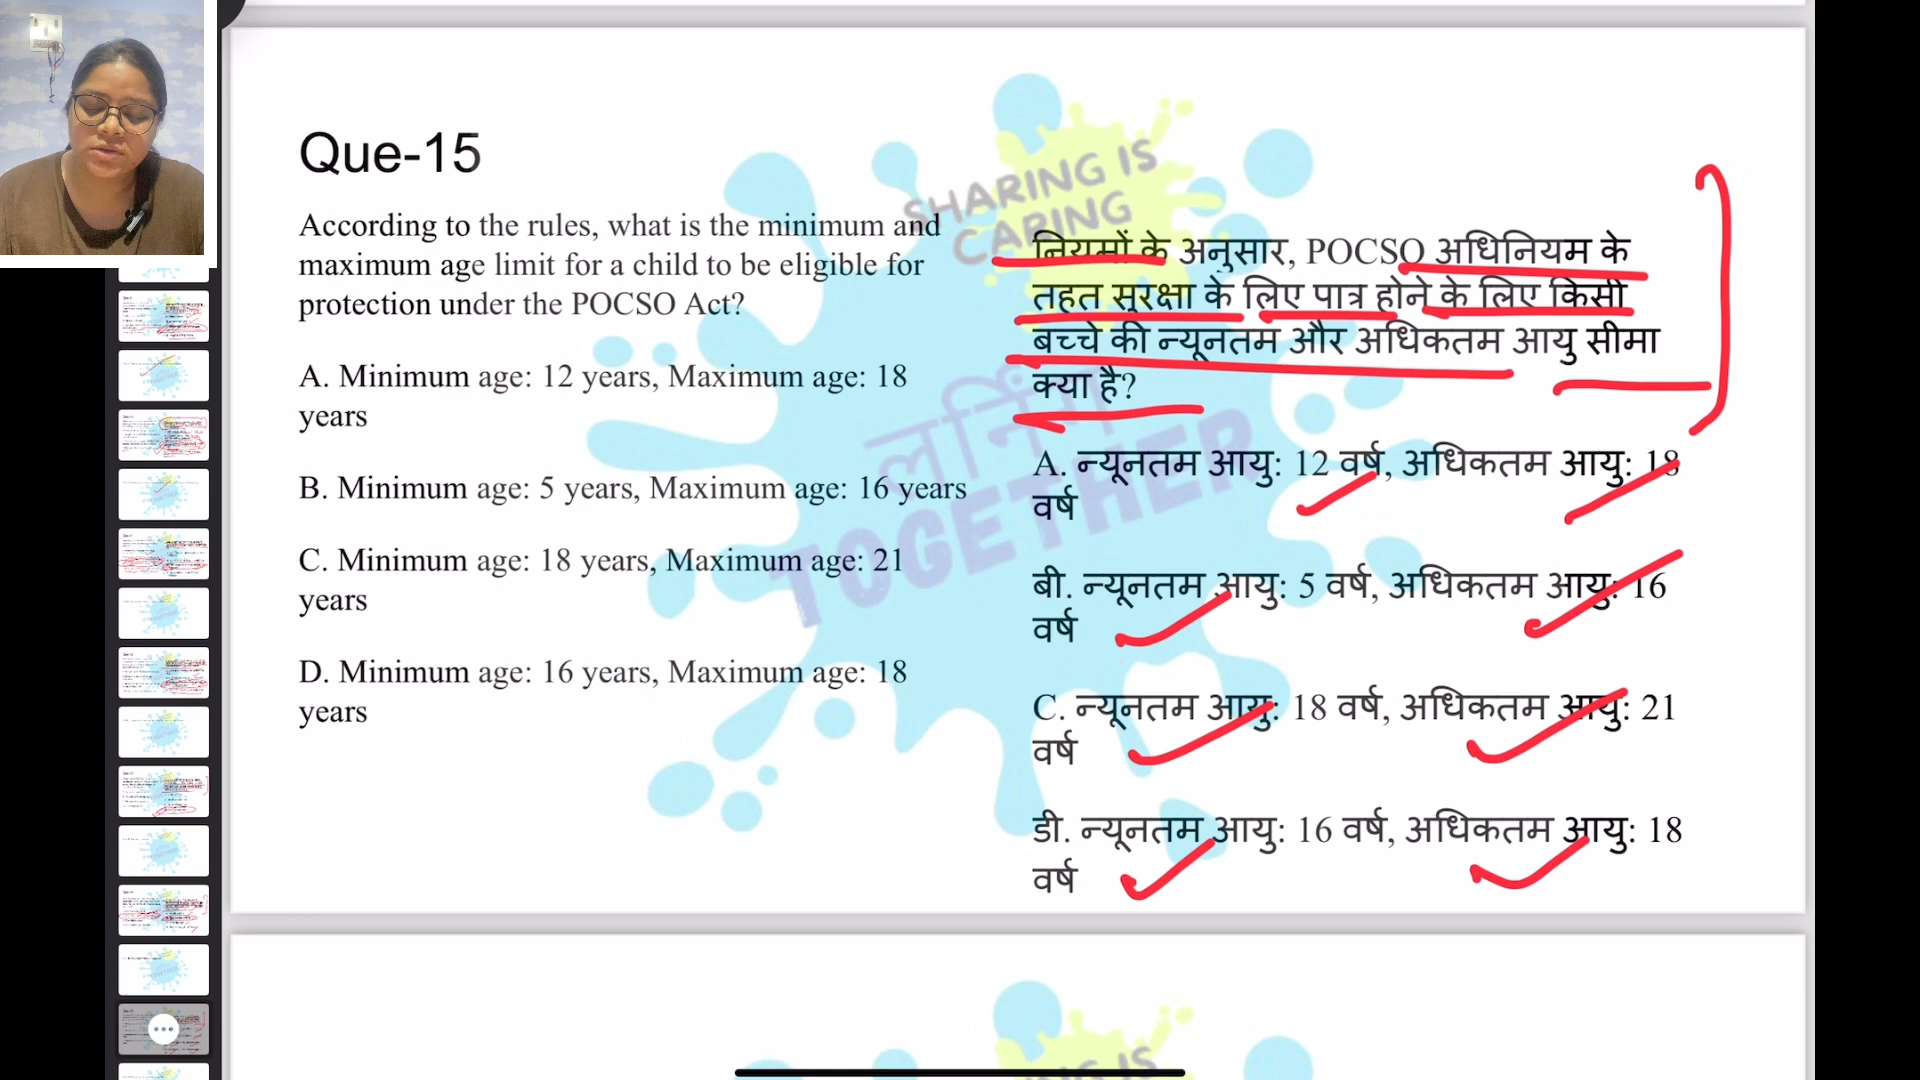 Que-15
According to the rules, what is the minimum and
maximum age limit for a child to be eligible for
protection under the POCSO Act?
A. Minimum age: 12 years, Maximum age: 18
years
B. Minimum age: 5 years, Maximum age: 16 years
C. Minimum age: 18 years, Maximum age: 21
years
D. Minimum age: 16 years, Maximum age: 18
years
SHARING IS
CARING
लर्निंग
TOGETHER
नियमों के अनुसार, POCSO अधिनियम के
तहत सुरक्षा के लिए पात्र होने के लिए किसी
बच्चे की न्यूनतम और अधिकतम आयु सीमा
क्या है?
A. न्यूनतम आयु: 12 वर्ष, अधिकतम आयु: 18
वर्ष
बी. न्यूनतम आयु: 5 वर्ष, अधिकतम आयु: 16
वर्ष
C. न्यूनतम आयु: 18 वर्ष, अधिकतम आयु: 21
वर्ष
डी. न्यूनतम आयु: 16 वर्ष, अधिकतम आयु: 18
वर्ष